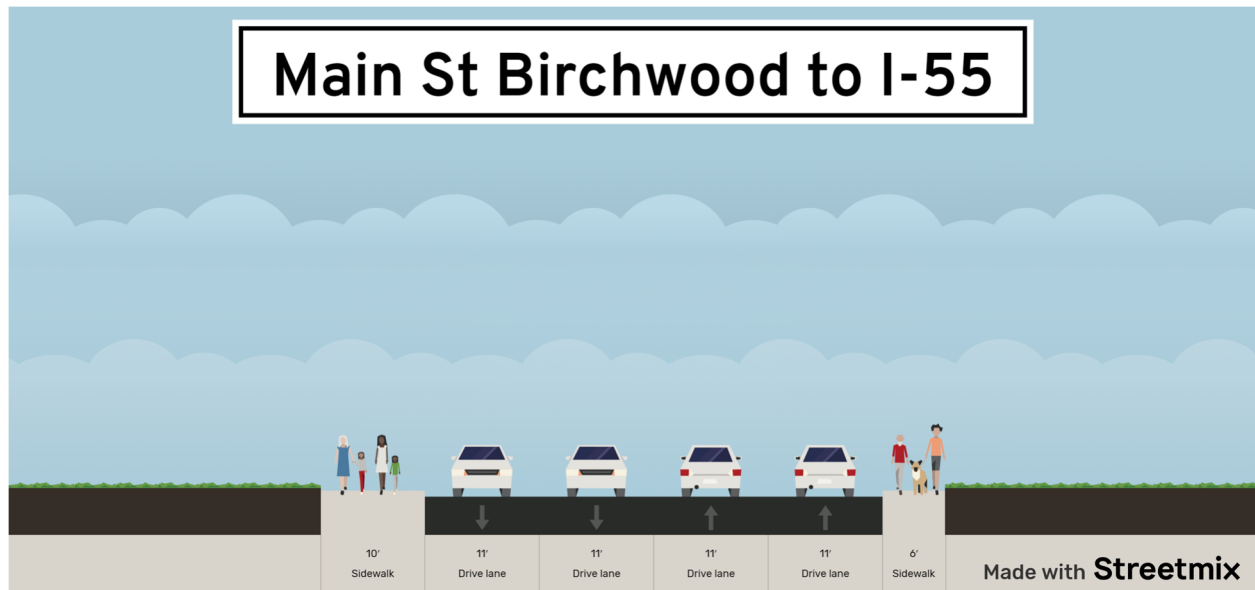 Main St Birchwood to I-55
10′ 11′ 11′ 11′ 11′ 6′
Sidewalk Drive lane Drive lane Drive lane Drive lane Sidewalk
Made with Streetmix